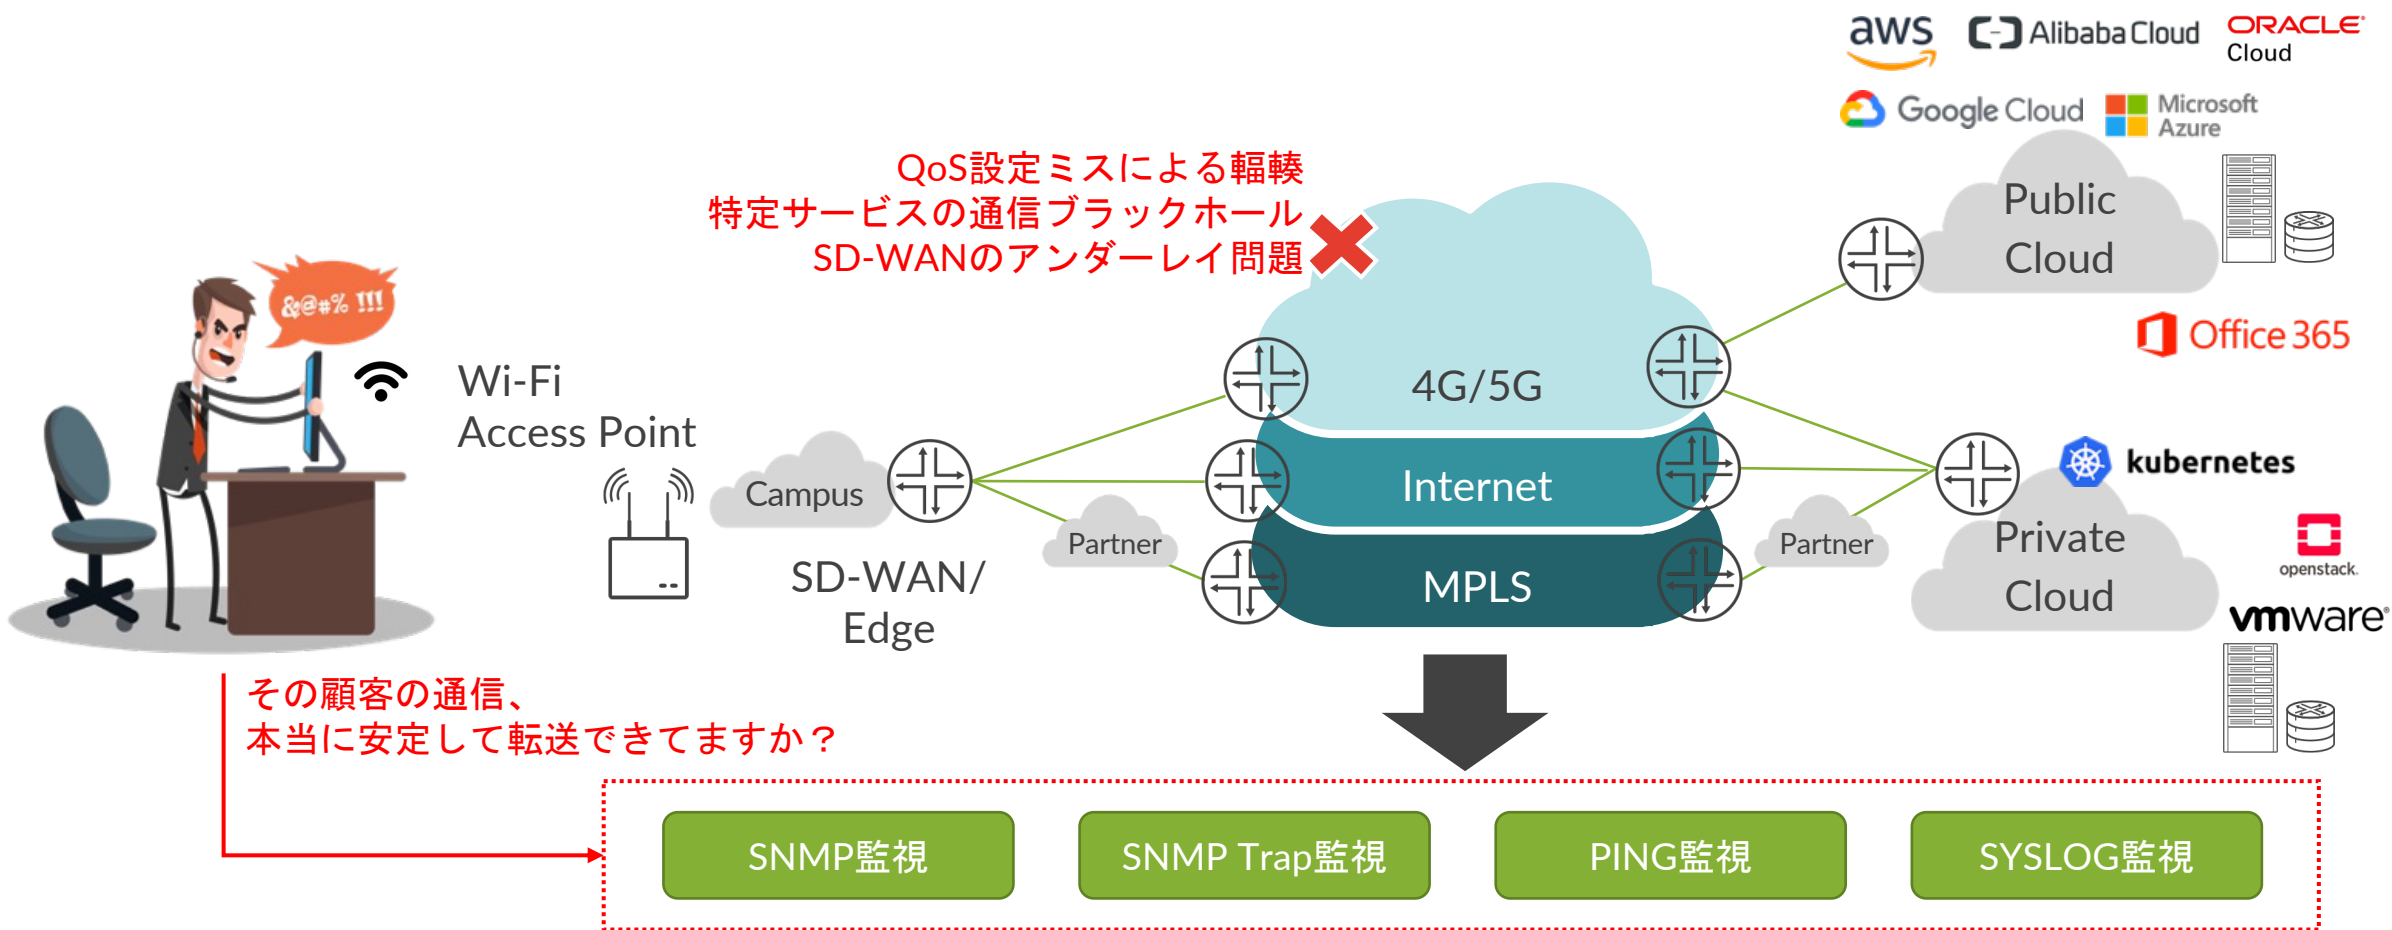 aws
Alibaba Cloud
ORACLE
Cloud
Google Cloud
Microsoft
Azure
QoS設定ミスによる輻輳
特定サービスの通信ブラックホール
SD-WANのアンダーレイ問題
Public
Cloud
&@#% !!!
Office 365
Wi-Fi
Access Point
4G/5G
Campus
Internet
kubernetes
Partner
Partner
Private
Cloud
openstack.
SD-WAN/
Edge
MPLS
vmware®
その顧客の通信、
本当に安定して転送できてますか？
SNMP監視
SNMP Trap監視
PING監視
SYSLOG監視